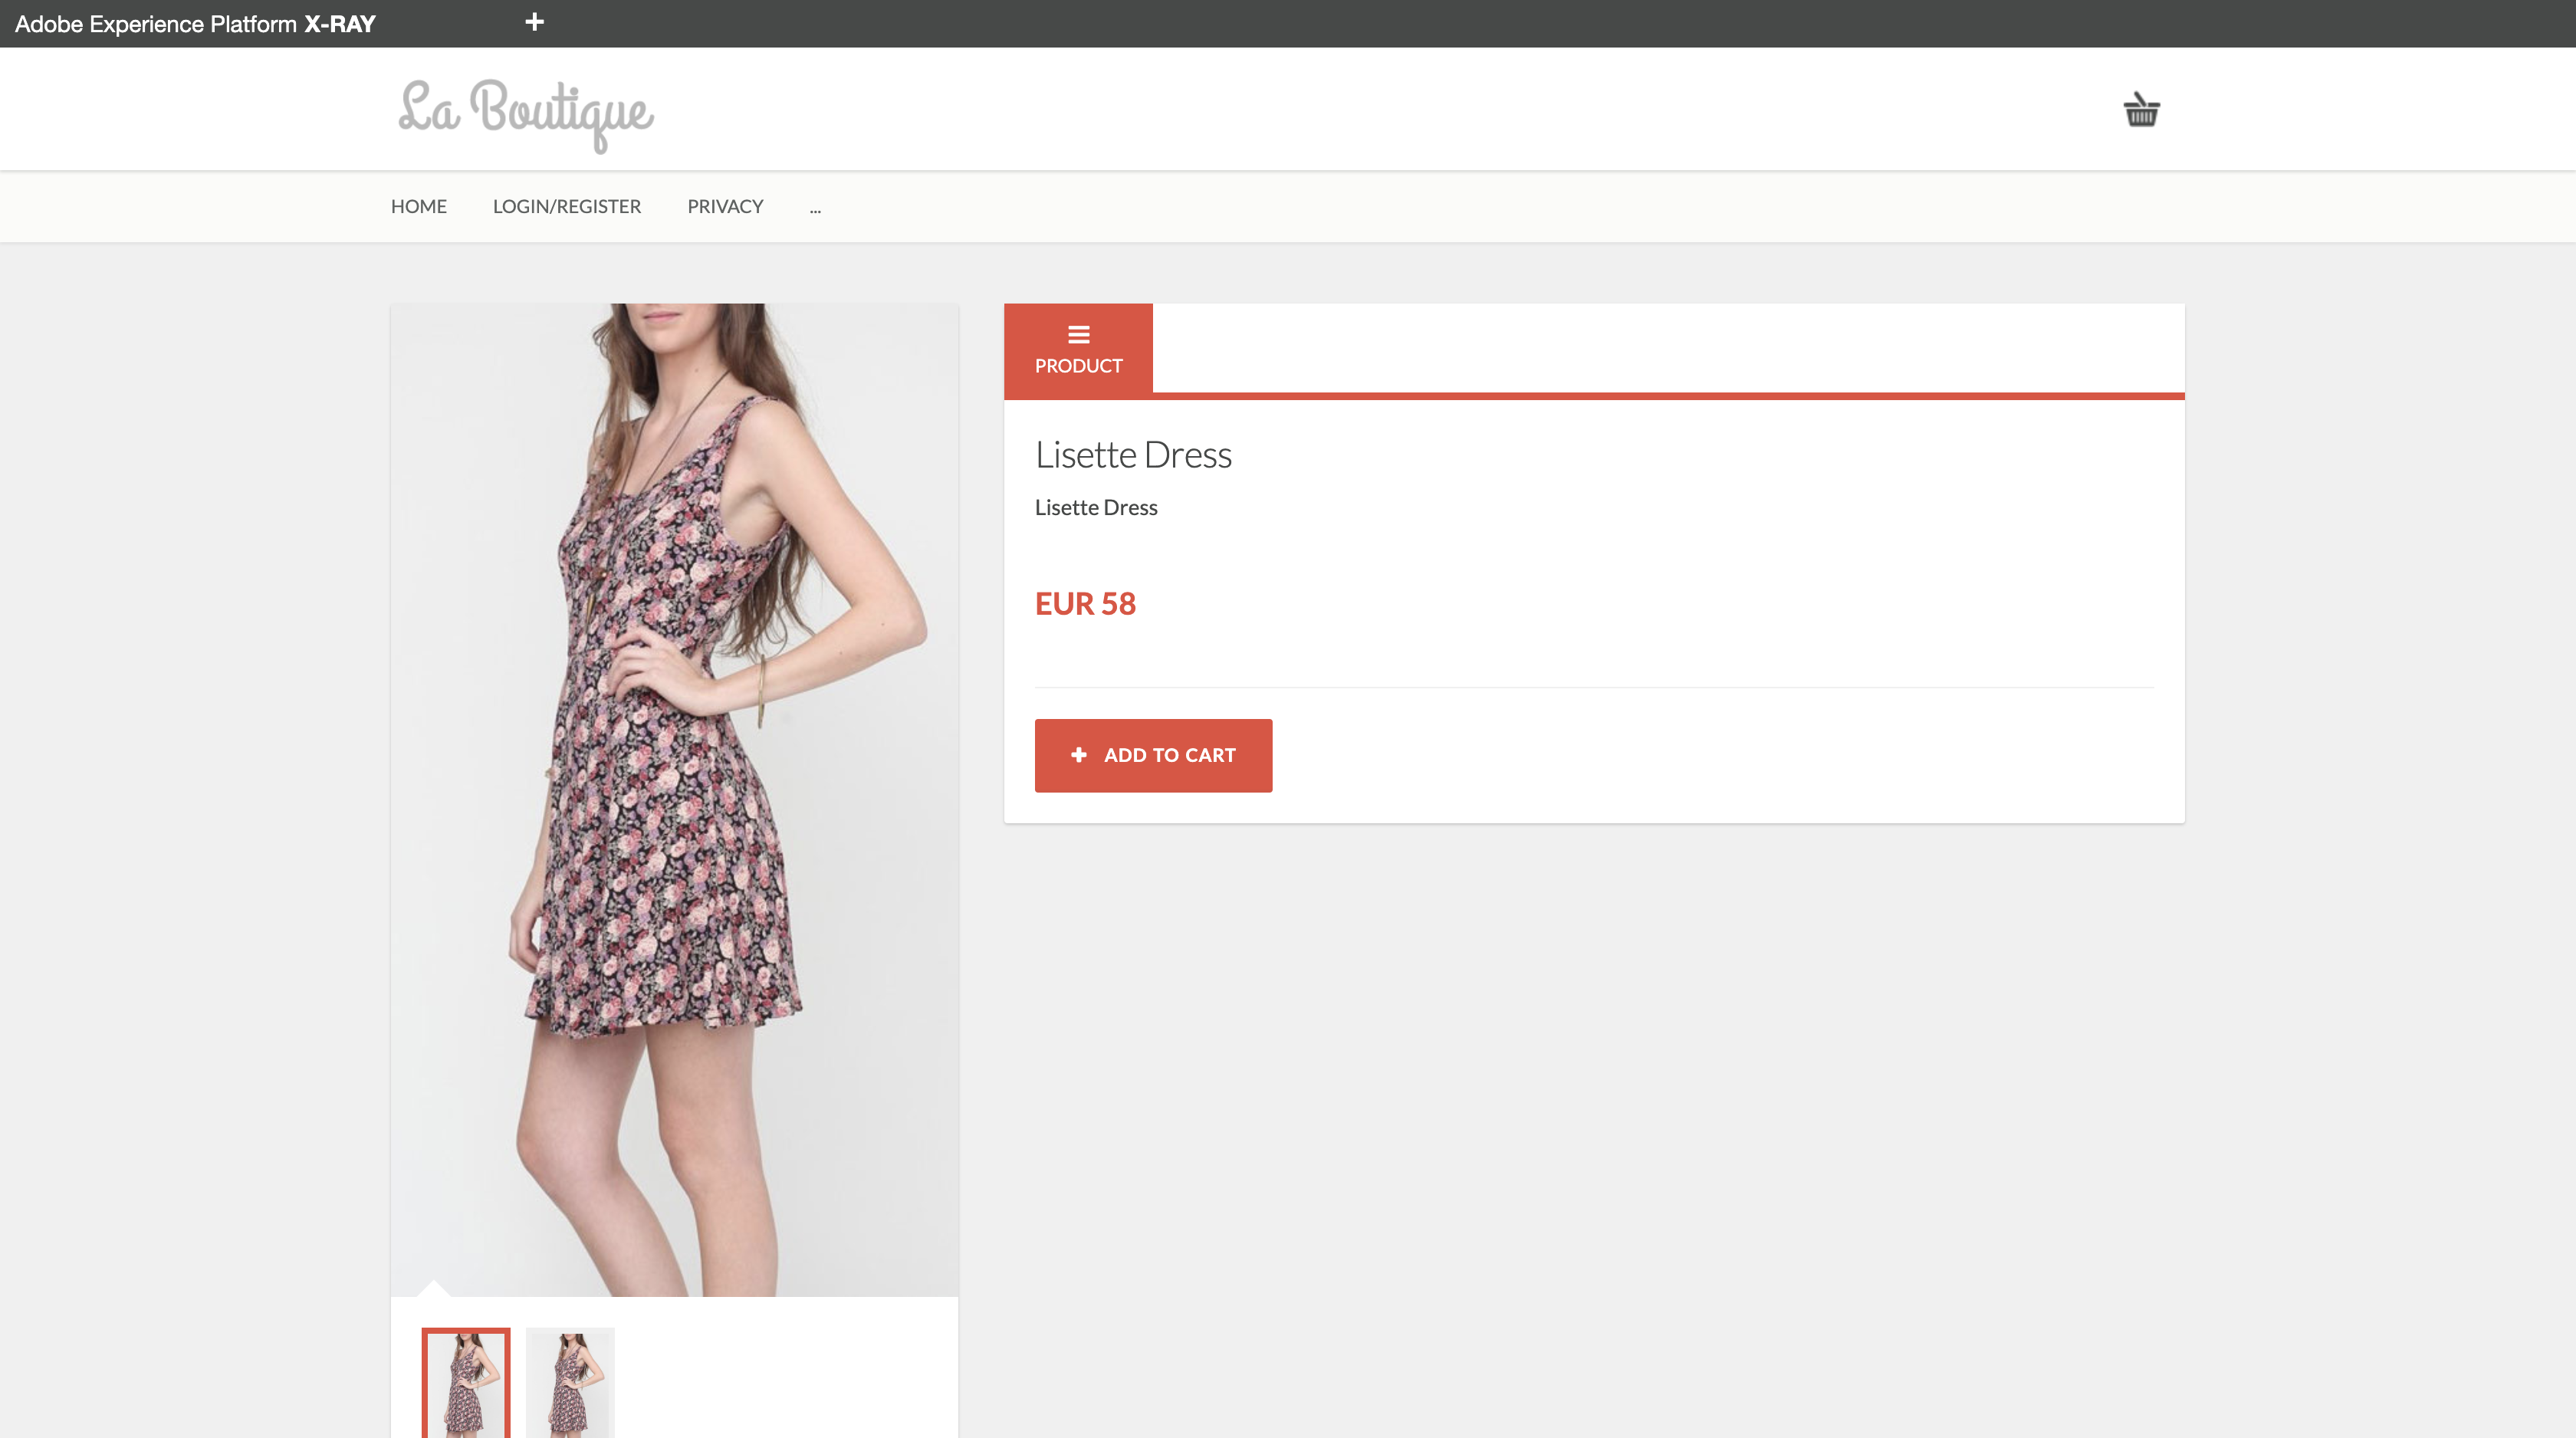 Adobe Experience Platform X-RAY
La Boutique
HOME LOGIN/REGISTER PRIVACY ...
PRODUCT
Lisette Dress
Lisette Dress
EUR 58
ADD TO CART